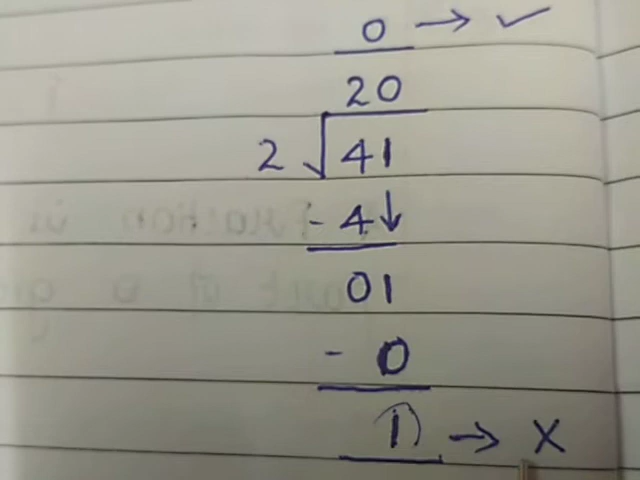 0 → ✓
20
2 √41
- 4 ↓
01
- 0
1 → X